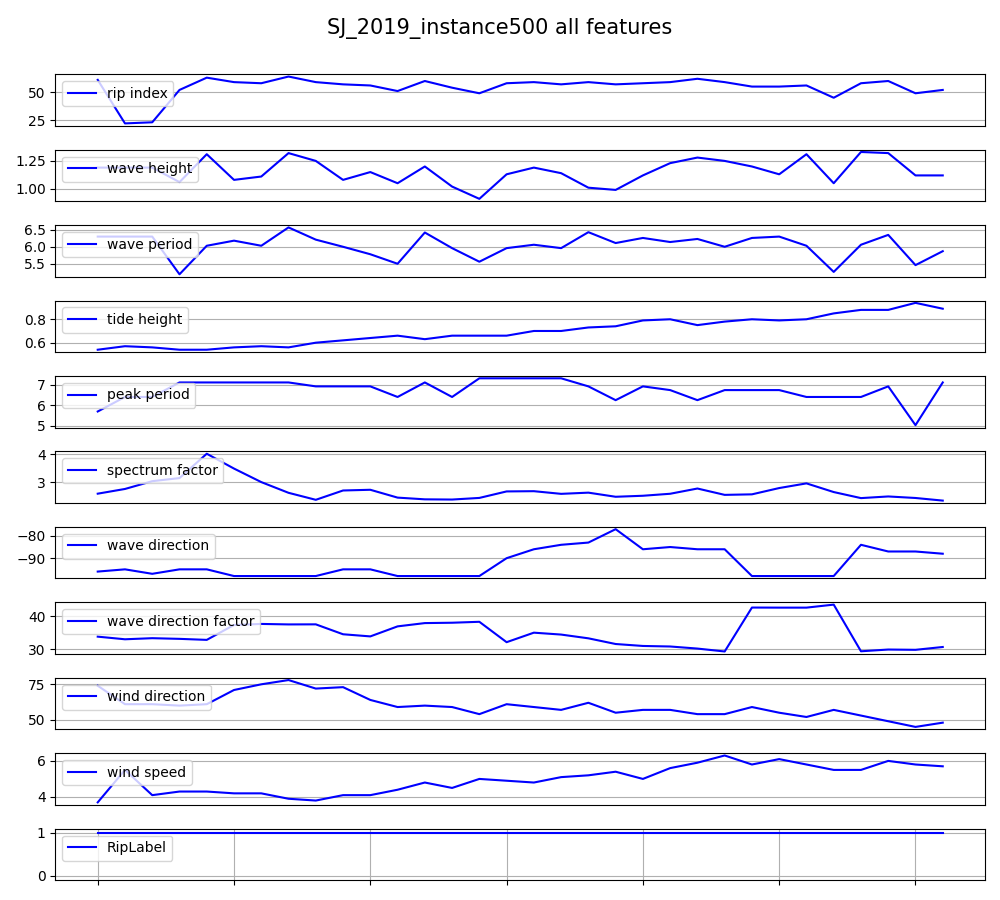 SJ_2019_instance500 all features
50
25
rip index
1.25
1.00
wave height
6.5
6.0
5.5
wave period
0.8
0.6
tide height
7
6
5
peak period
4
3
spectrum factor
−80
−90
wave direction
40
30
wave direction factor
75
50
wind direction
6
4
wind speed
1
0
RipLabel